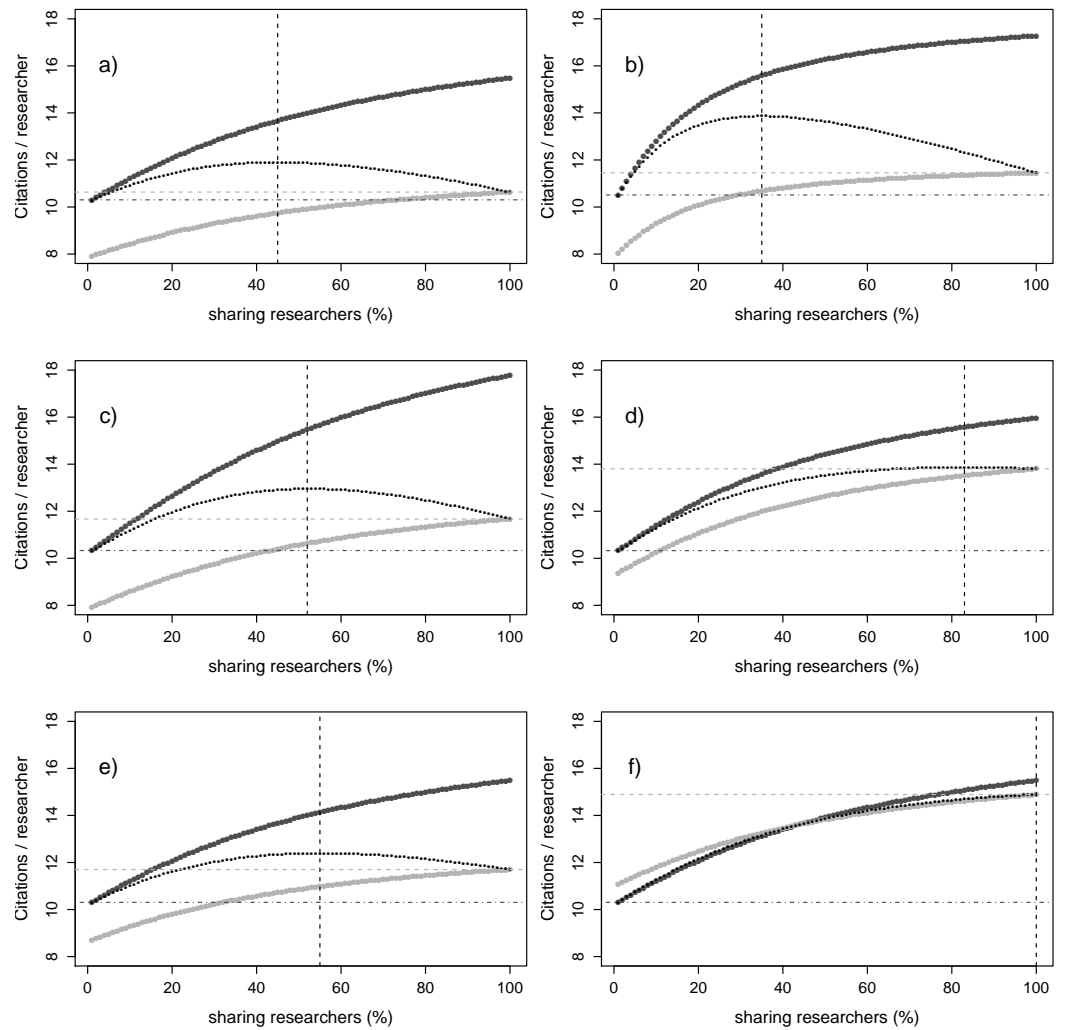 a)
Citations / researcher
8 10 12 14 16 18
0 20 40 60 80 100
sharing researchers (%)
b)
Citations / researcher
8 10 12 14 16 18
0 20 40 60 80 100
sharing researchers (%)
c)
Citations / researcher
8 10 12 14 16 18
0 20 40 60 80 100
sharing researchers (%)
d)
Citations / researcher
8 10 12 14 16 18
0 20 40 60 80 100
sharing researchers (%)
e)
Citations / researcher
8 10 12 14 16 18
0 20 40 60 80 100
sharing researchers (%)
f)
Citations / researcher
8 10 12 14 16 18
0 20 40 60 80 100
sharing researchers (%)